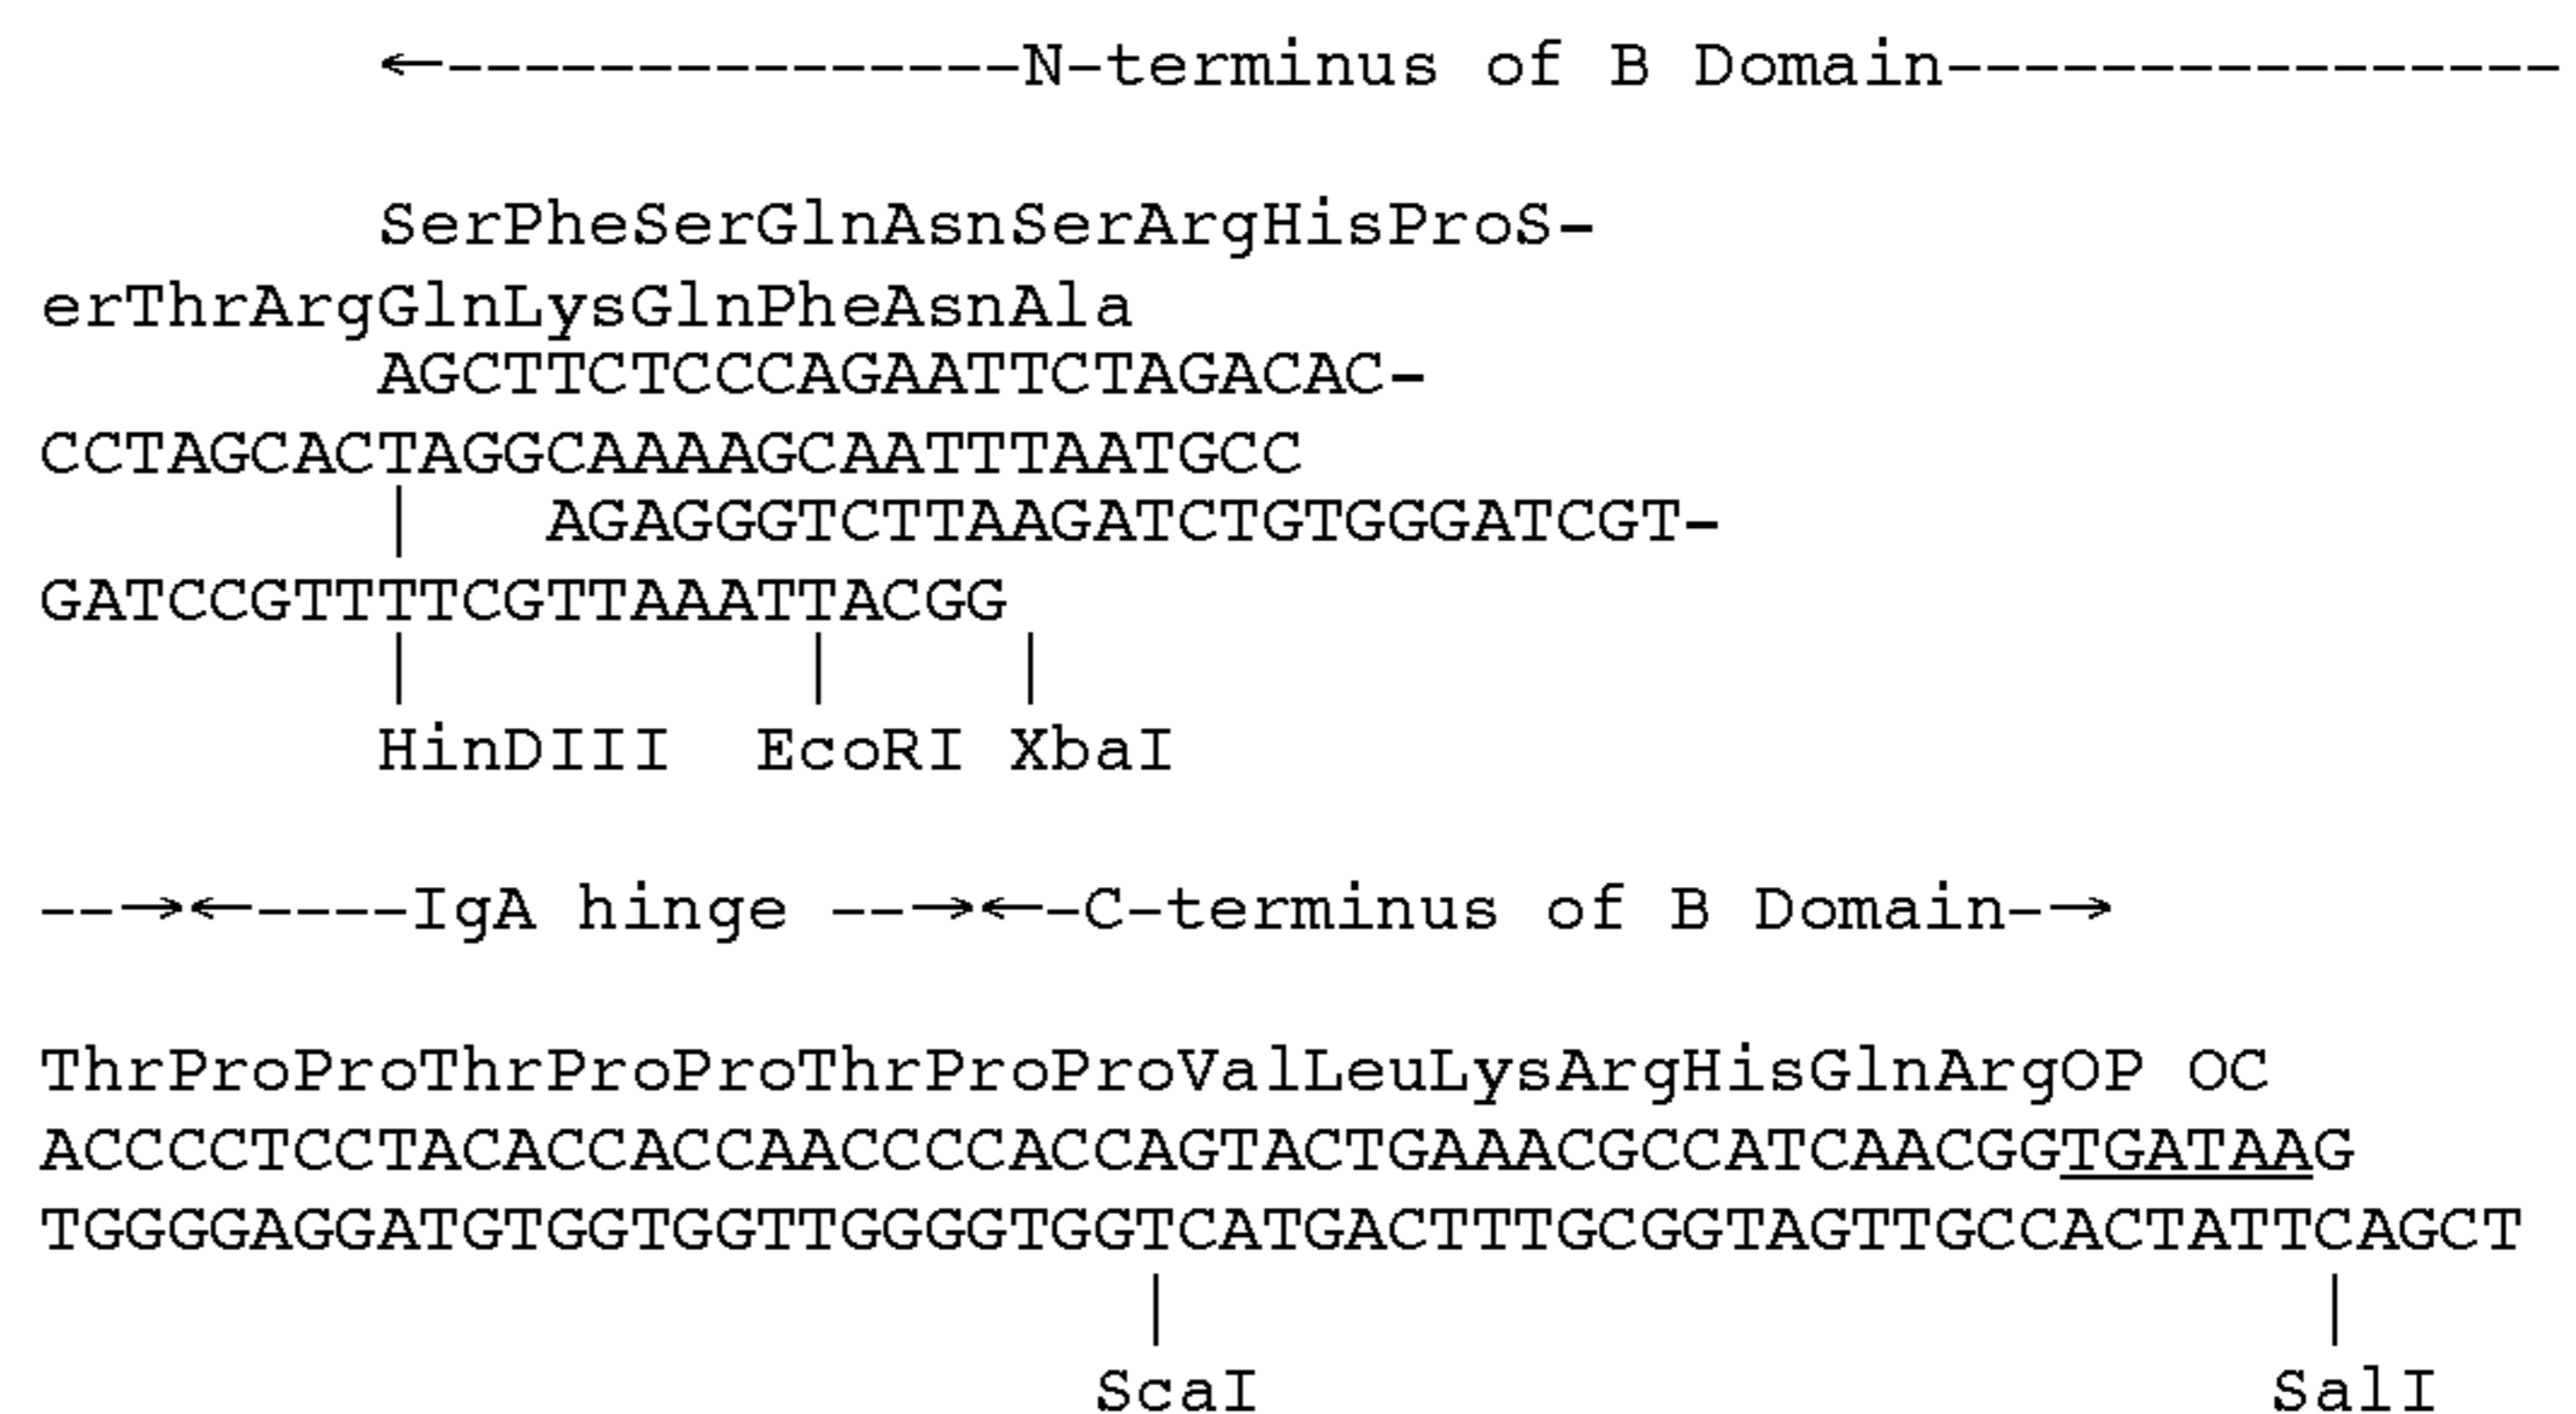 ←---------------N-terminus of B Domain----------------
SerPheSerGlnAsnSerArgHisProS-
erThrArgGlnLysGlnPheAsnAla
AGCTTCTCCCAGAATTCTAGACAC-
CCTAGCACTAGGCAAAAGCAATTTAATGCC
AGAGGGTCTTAAGATCTGTGGGATCGT-
GATCCGTTTTCGTTAAATTACGG
HinDIII EcoRI XbaI
--→←----IgA hinge --→←-C-terminus of B Domain-→
ThrProProThrProProThrProProValLeuLysArgHisGlnArgOP OC
ACCCCTCCTACACCACCAACCCCACCAGTACTGAAACGCCATCAACGGTGATAAG
TGGGGAGGATGTGGTGGTTGGGGTGGTCATGACTTTGCGGTAGTTGCCACTATTCAGCT
ScaI SalI